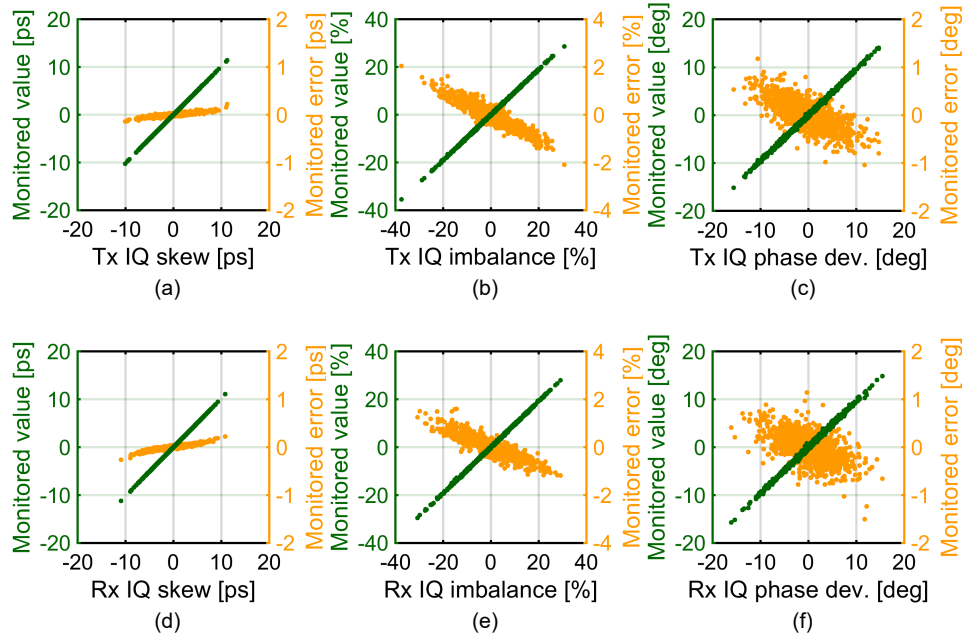 20 2 40 4 20 2
10 1 20 2 10 1
0 0 0 0 0 0
-10 -1 -20 -2 -10 -1
-20 -2 -40 -4 -20 -2
Monitored value [ps]
Monitored error [ps]
Monitored value [%]
Monitored error [%]
Monitored value [deg]
Monitored error [deg]
-20 -10 0 10 20 -40 -20 0 20 40 -20 -10 0 10 20
Tx IQ skew [ps] Tx IQ imbalance [%] Tx IQ phase dev. [deg]
(a) (b) (c)
20 2 40 4 20 2
10 1 20 2 10 1
0 0 0 0 0 0
-10 -1 -20 -2 -10 -1
-20 -2 -40 -4 -20 -2
Monitored value [ps]
Monitored error [ps]
Monitored value [%]
Monitored error [%]
Monitored value [deg]
Monitored error [deg]
-20 -10 0 10 20 -40 -20 0 20 40 -20 -10 0 10 20
Rx IQ skew [ps] Rx IQ imbalance [%] Rx IQ phase dev. [deg]
(d) (e) (f)